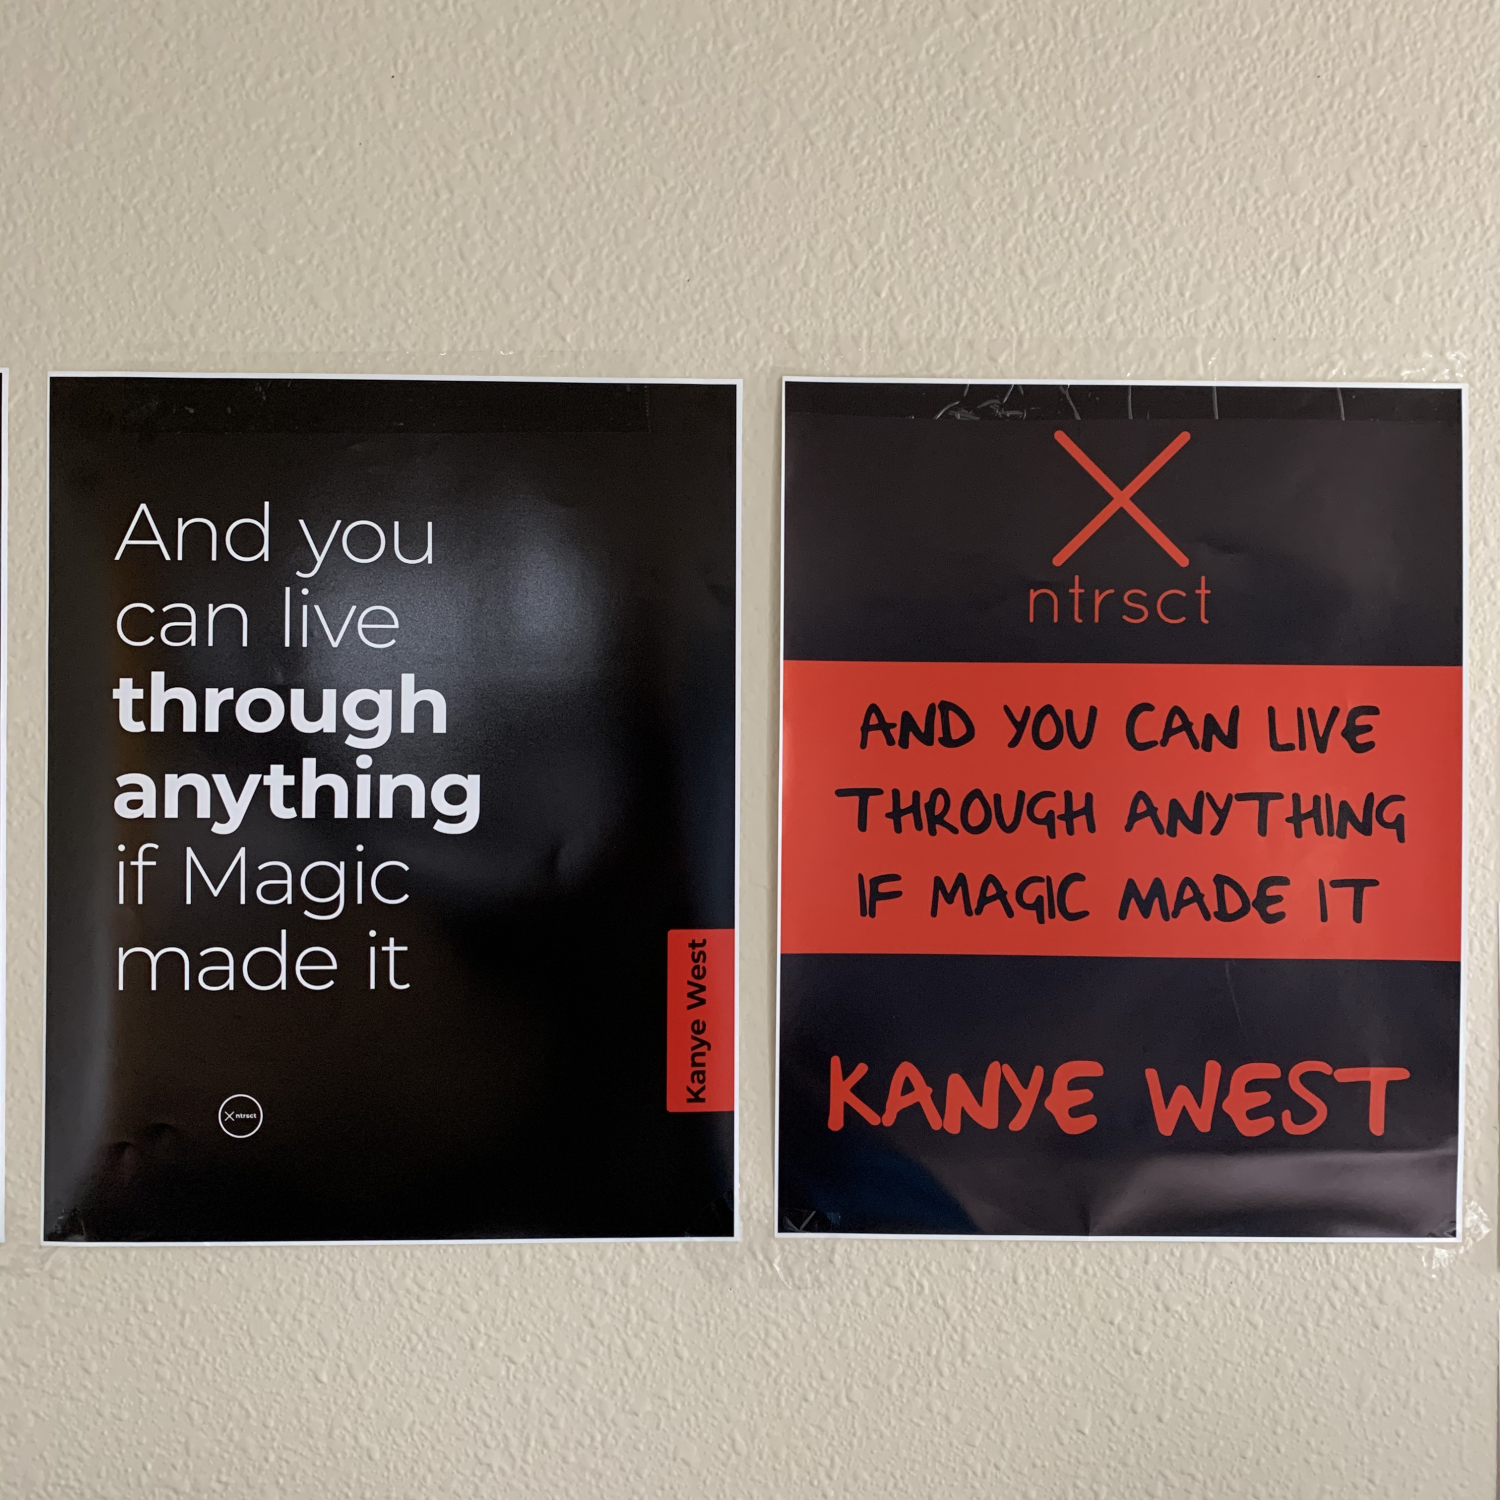 And you
can live
through
anything
if Magic
made it
Kanye West
ntrsct
ntrsct
AND YOU CAN LIVE
THROUGH ANYTHING
IF MAGIC MADE IT
KANYE WEST